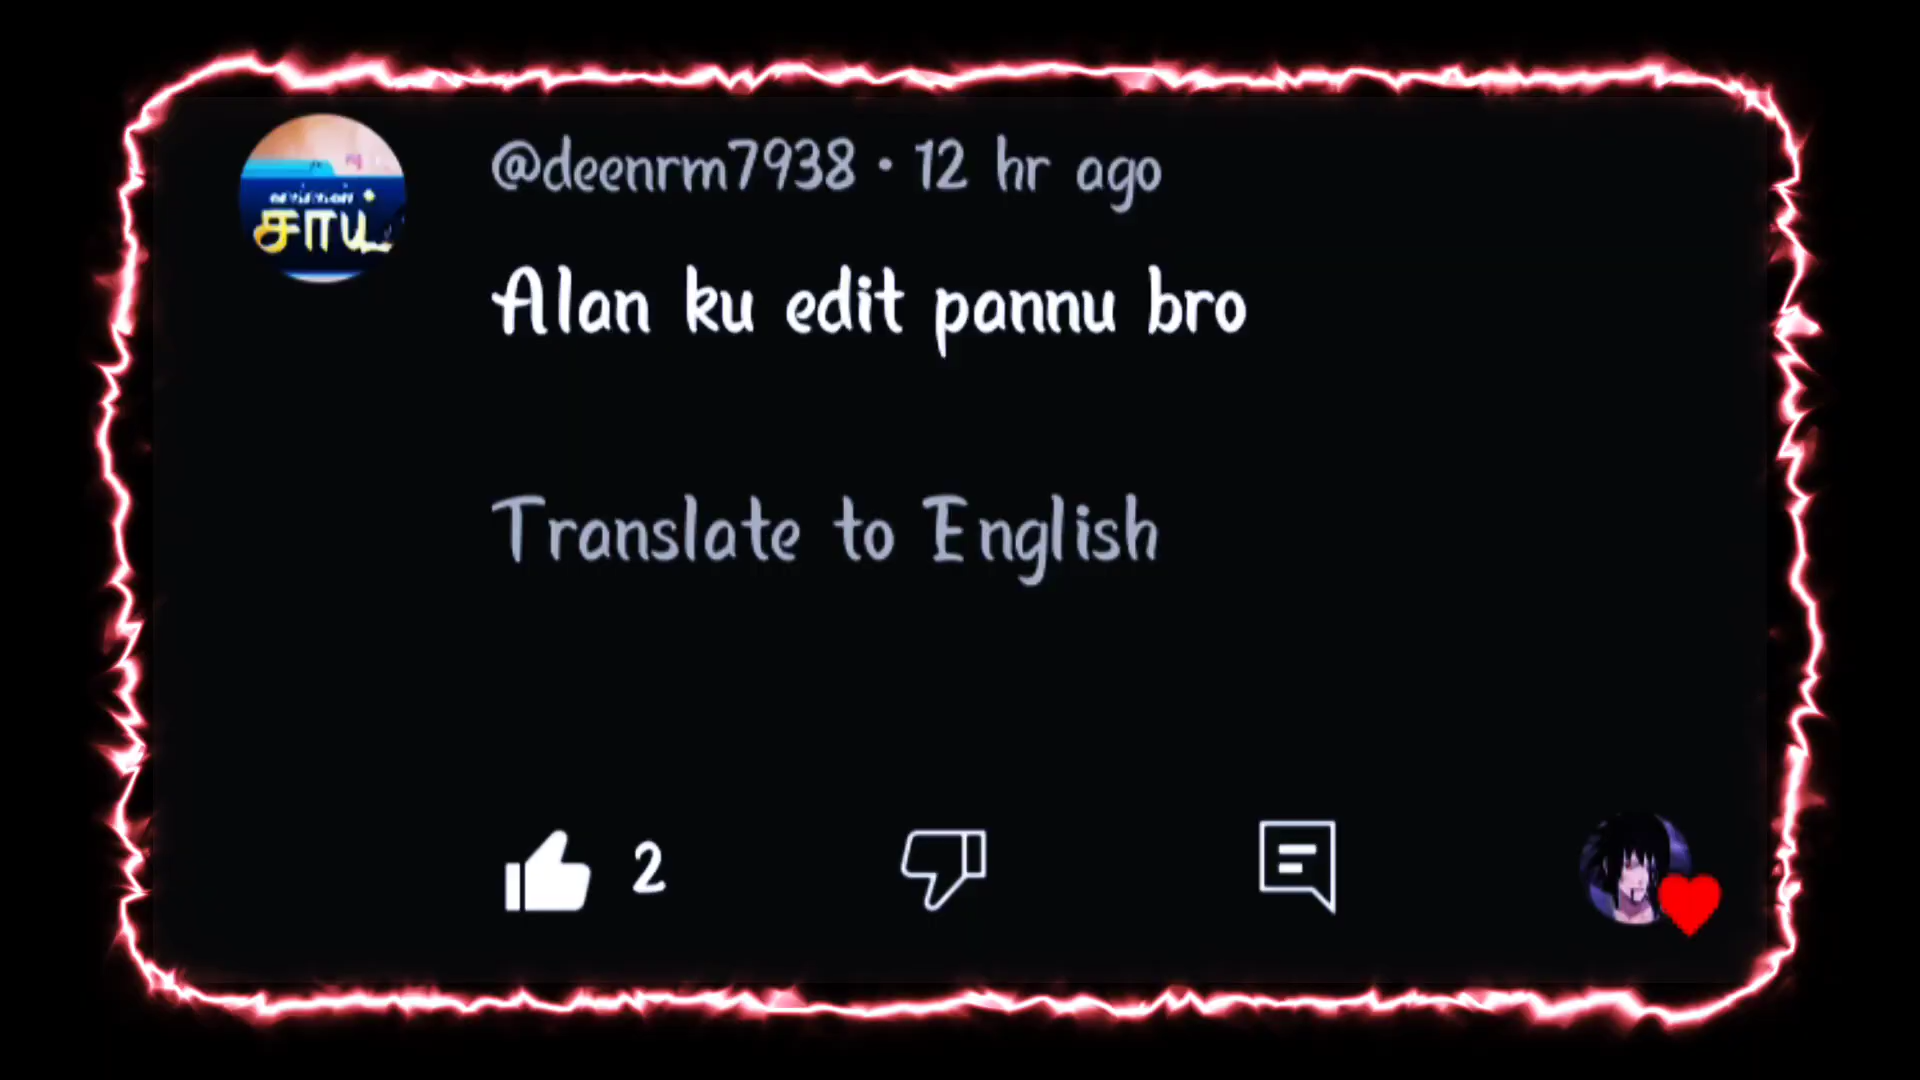 சாட்
@deenrm7938 · 12 hr ago
Alan ku edit pannu bro
Translate to English
2